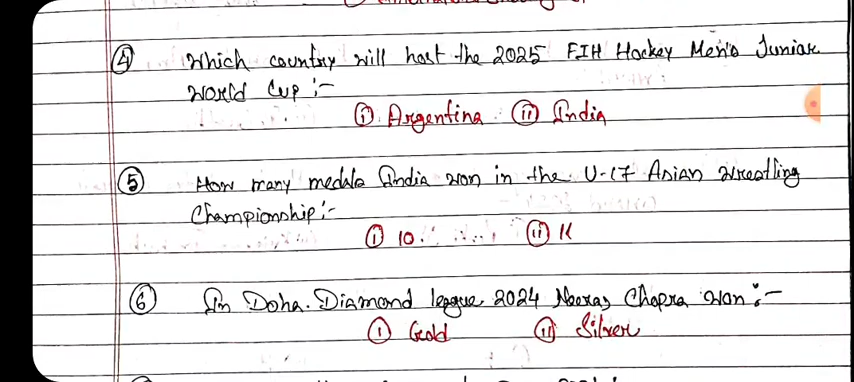 ④ Which country will host the 2025 FIH Hockey Men's Junior
World Cup :-
ⓘ Argentina ⓘⓘ India
⑤ How many medals India won in the U-17 Asian Wrestling
Championship :-
ⓘ 10. ⓘⓘ 11
⑥ In Doha Diamond league 2024 Neeraj Chopra won :-
ⓘ Gold ⓘⓘ Silver